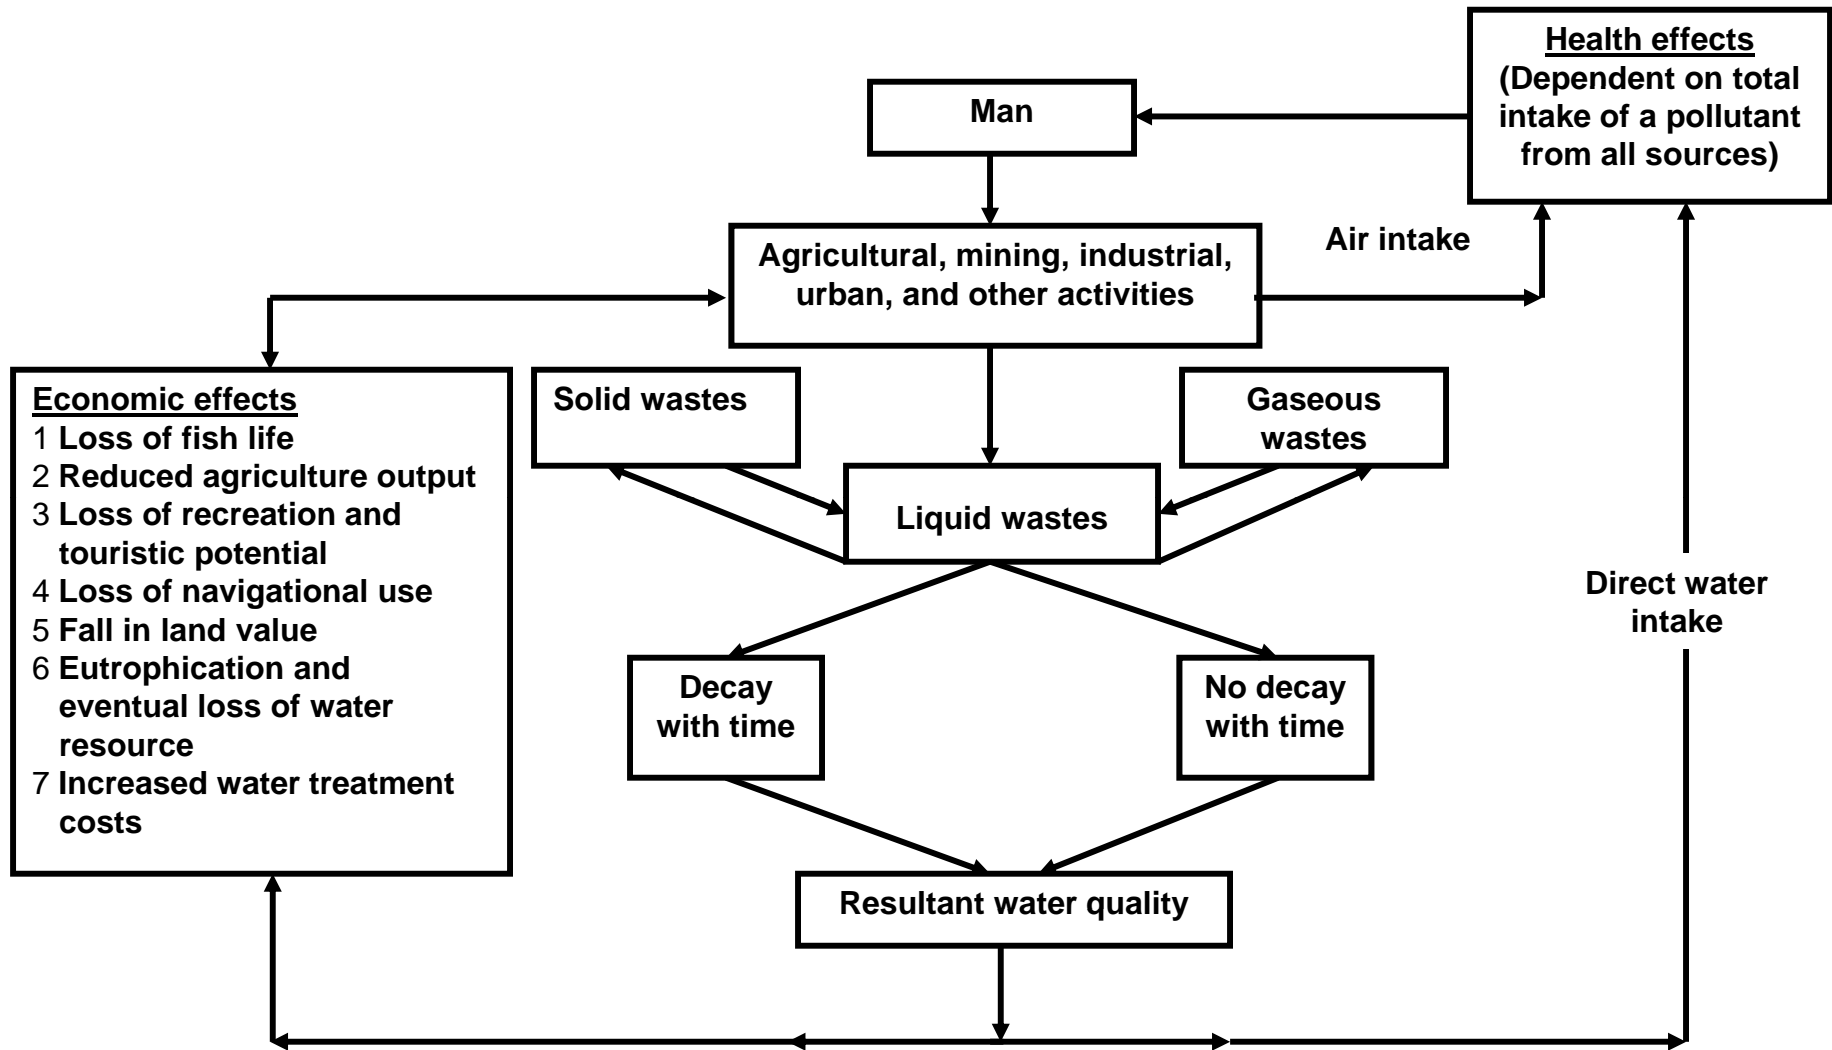 Health effects
(Dependent on total
intake of a pollutant
from all sources)
Man
Air intake
Agricultural, mining, industrial,
urban, and other activities
Economic effects
1 Loss of fish life
2 Reduced agriculture output
3 Loss of recreation and
touristic potential
4 Loss of navigational use
5 Fall in land value
6 Eutrophication and
eventual loss of water
resource
7 Increased water treatment
costs
Solid wastes
Gaseous
wastes
Liquid wastes
Direct water
intake
Decay
with time
No decay
with time
Resultant water quality